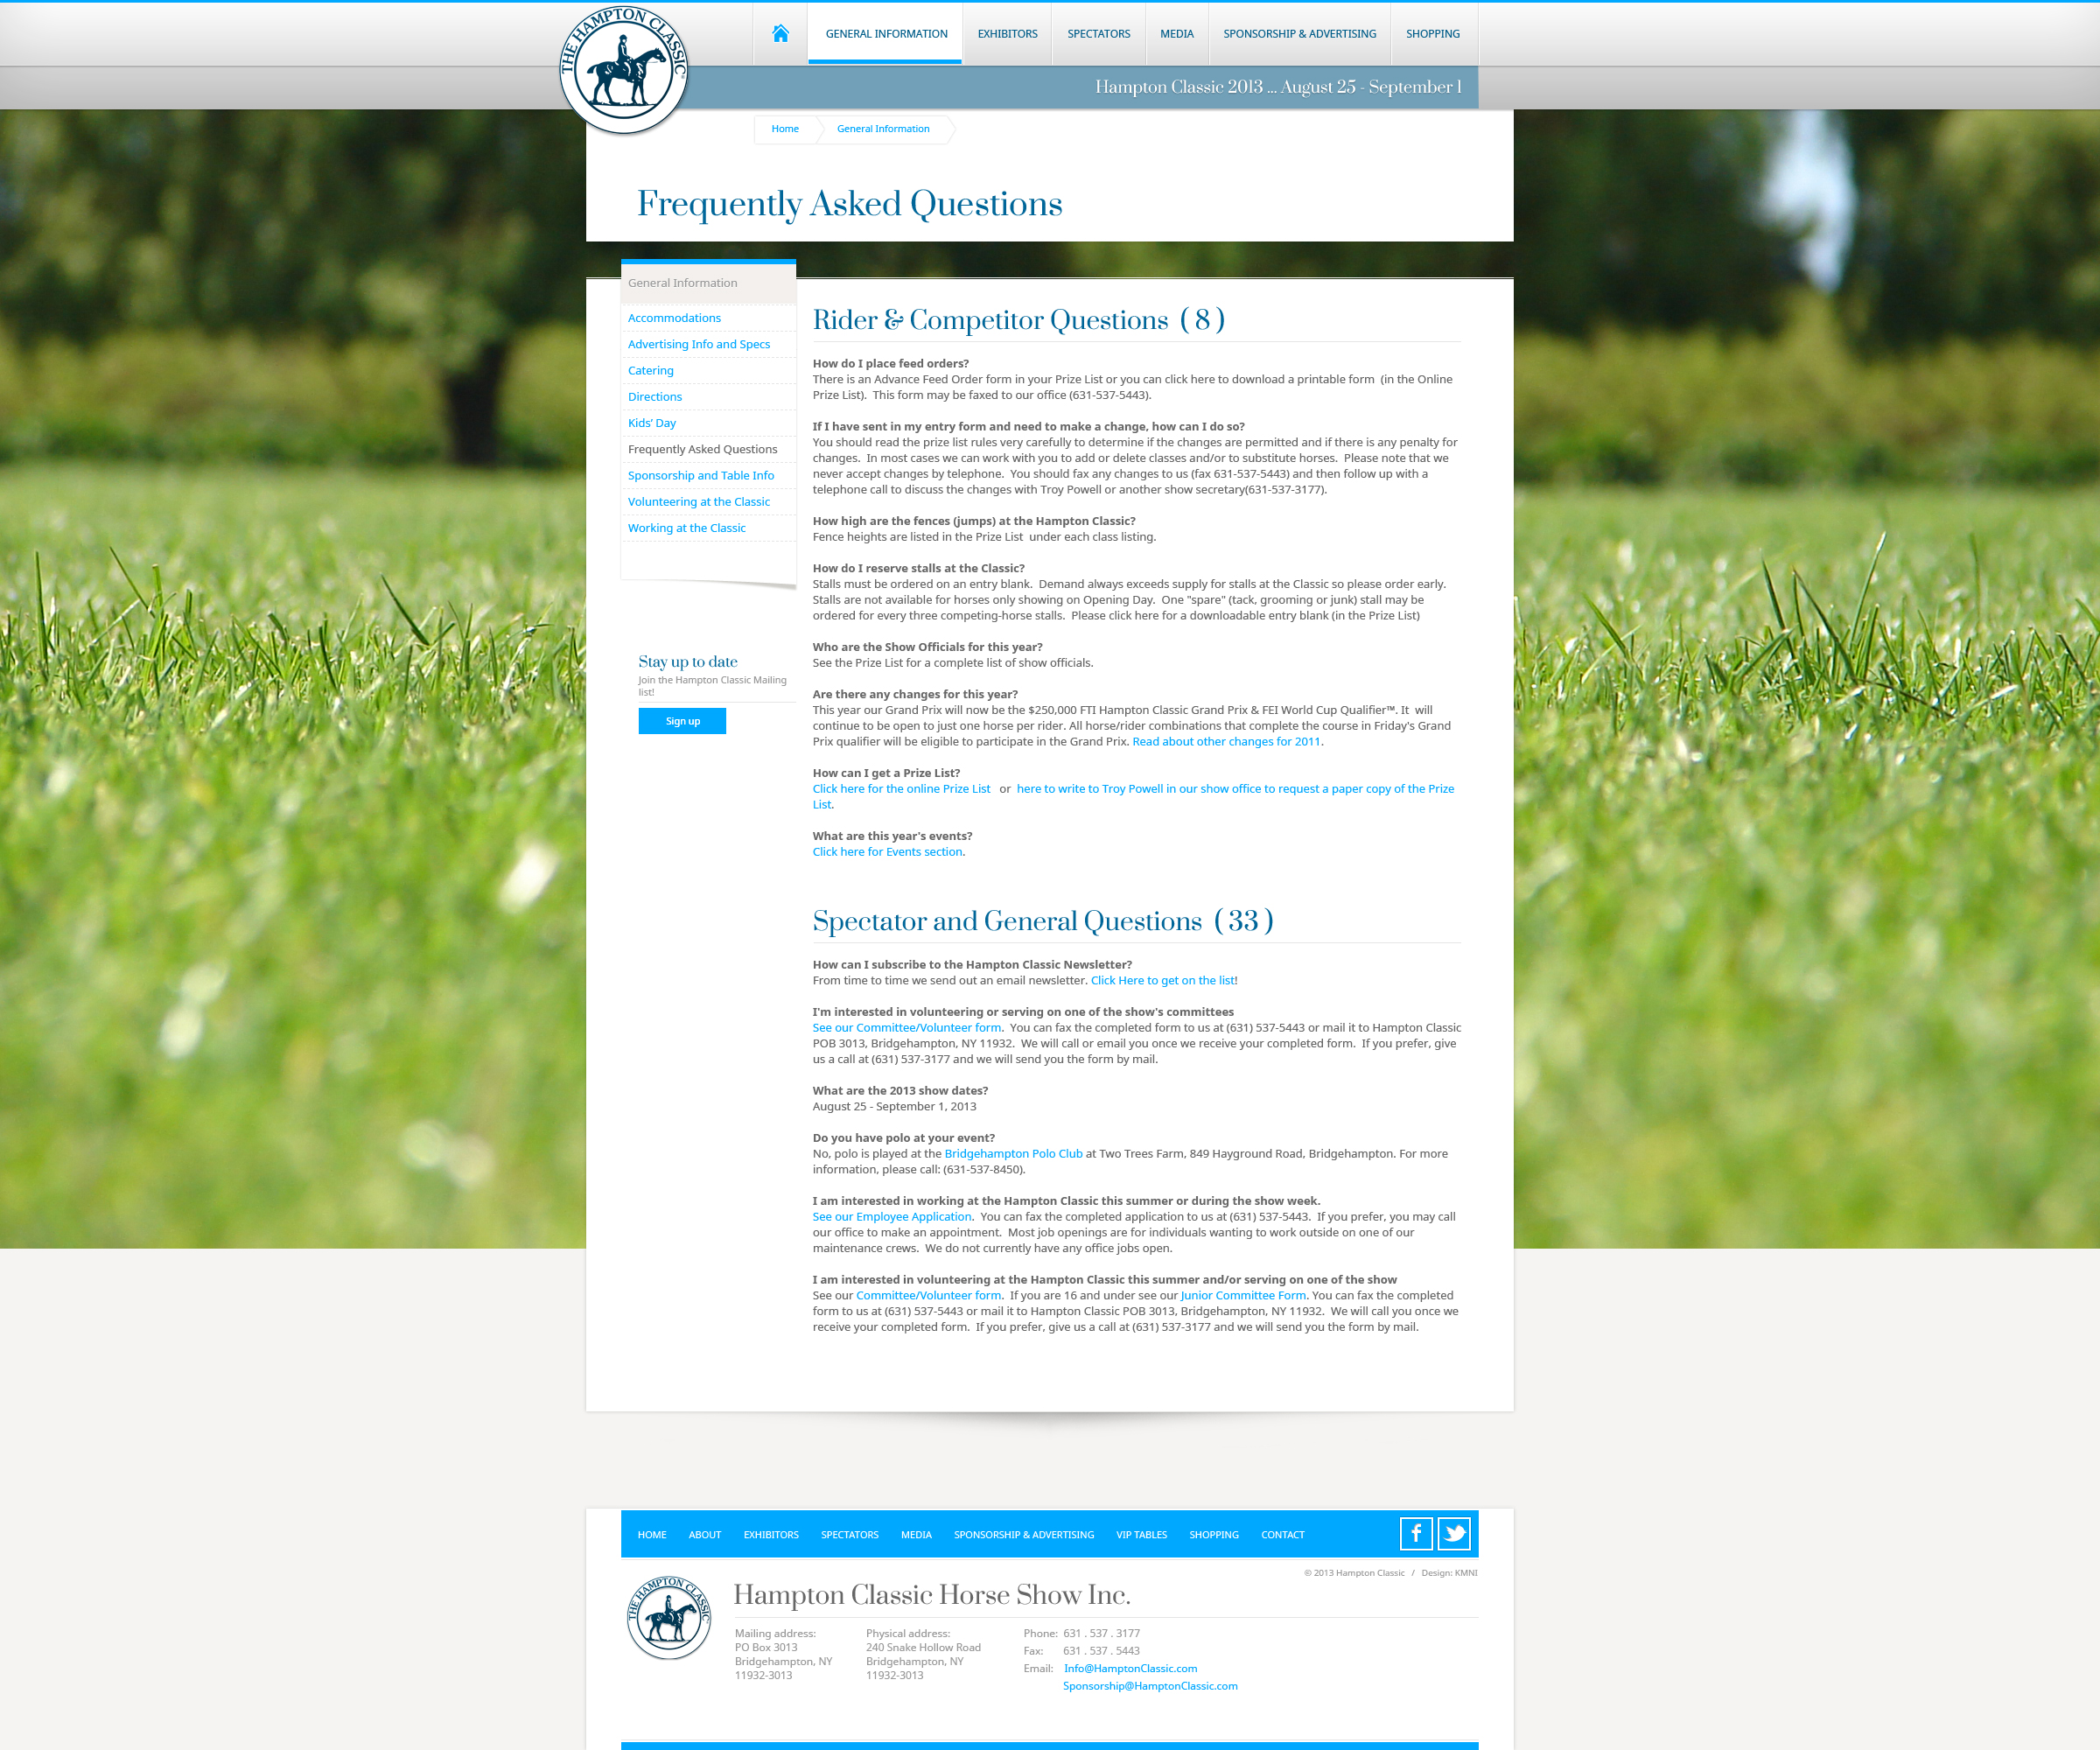 THE HAMPTON CLASSIC
GENERAL INFORMATION
EXHIBITORS
SPECTATORS
MEDIA
SPONSORSHIP & ADVERTISING
SHOPPING
Hampton Classic 2013 ... August 25 - September 1
Home
General Information
Frequently Asked Questions
General Information
Accommodations
Advertising Info and Specs
Catering
Directions
Kids' Day
Frequently Asked Questions
Sponsorship and Table Info
Volunteering at the Classic
Working at the Classic
Stay up to date
Join the Hampton Classic Mailing
list!
Sign up
Rider & Competitor Questions ( 8 )
How do I place feed orders?
There is an Advance Feed Order form in your Prize List or you can click here to download a printable form (in the Online
Prize List). This form may be faxed to our office (631-537-5443).
If I have sent in my entry form and need to make a change, how can I do so?
You should read the prize list rules very carefully to determine if the changes are permitted and if there is any penalty for
changes. In most cases we can work with you to add or delete classes and/or to substitute horses. Please note that we
never accept changes by telephone. You should fax any changes to us (fax 631-537-5443) and then follow up with a
telephone call to discuss the changes with Troy Powell or another show secretary(631-537-3177).
How high are the fences (jumps) at the Hampton Classic?
Fence heights are listed in the Prize List under each class listing.
How do I reserve stalls at the Classic?
Stalls must be ordered on an entry blank. Demand always exceeds supply for stalls at the Classic so please order early.
Stalls are not available for horses only showing on Opening Day. One "spare" (tack, grooming or junk) stall may be
ordered for every three competing-horse stalls. Please click here for a downloadable entry blank (in the Prize List)
Who are the Show Officials for this year?
See the Prize List for a complete list of show officials.
Are there any changes for this year?
This year our Grand Prix will now be the $250,000 FTI Hampton Classic Grand Prix & FEI World Cup Qualifier™. It will
continue to be open to just one horse per rider. All horse/rider combinations that complete the course in Friday's Grand
Prix qualifier will be eligible to participate in the Grand Prix. Read about other changes for 2011.
How can I get a Prize List?
Click here for the online Prize List or here to write to Troy Powell in our show office to request a paper copy of the Prize
List.
What are this year's events?
Click here for Events section.
Spectator and General Questions ( 33 )
How can I subscribe to the Hampton Classic Newsletter?
From time to time we send out an email newsletter. Click Here to get on the list!
I'm interested in volunteering or serving on one of the show's committees
See our Committee/Volunteer form. You can fax the completed form to us at (631) 537-5443 or mail it to Hampton Classic
POB 3013, Bridgehampton, NY 11932. We will call or email you once we receive your completed form. If you prefer, give
us a call at (631) 537-3177 and we will send you the form by mail.
What are the 2013 show dates?
August 25 - September 1, 2013
Do you have polo at your event?
No, polo is played at the Bridgehampton Polo Club at Two Trees Farm, 849 Hayground Road, Bridgehampton. For more
information, please call: (631-537-8450).
I am interested in working at the Hampton Classic this summer or during the show week.
See our Employee Application. You can fax the completed application to us at (631) 537-5443. If you prefer, you may call
our office to make an appointment. Most job openings are for individuals wanting to work outside on one of our
maintenance crews. We do not currently have any office jobs open.
I am interested in volunteering at the Hampton Classic this summer and/or serving on one of the show
See our Committee/Volunteer form. If you are 16 and under see our Junior Committee Form. You can fax the completed
form to us at (631) 537-5443 or mail it to Hampton Classic POB 3013, Bridgehampton, NY 11932. We will call you once we
receive your completed form. If you prefer, give us a call at (631) 537-3177 and we will send you the form by mail.
HOME ABOUT EXHIBITORS SPECTATORS MEDIA SPONSORSHIP & ADVERTISING VIP TABLES SHOPPING CONTACT
© 2013 Hampton Classic / Design: KMNI
THE HAMPTON CLASSIC
Hampton Classic Horse Show Inc.
Mailing address:
PO Box 3013
Bridgehampton, NY
11932-3013
Physical address:
240 Snake Hollow Road
Bridgehampton, NY
11932-3013
Phone: 631 . 537 . 3177
Fax: 631 . 537 . 5443
Email: Info@HamptonClassic.com
Sponsorship@HamptonClassic.com